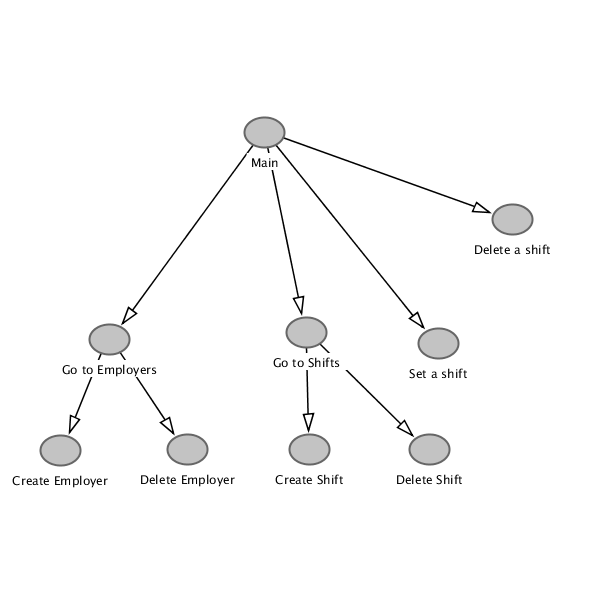 Main
Delete a shift
Go to Employers
Go to Shifts
Set a shift
Create Employer
Delete Employer
Create Shift
Delete Shift